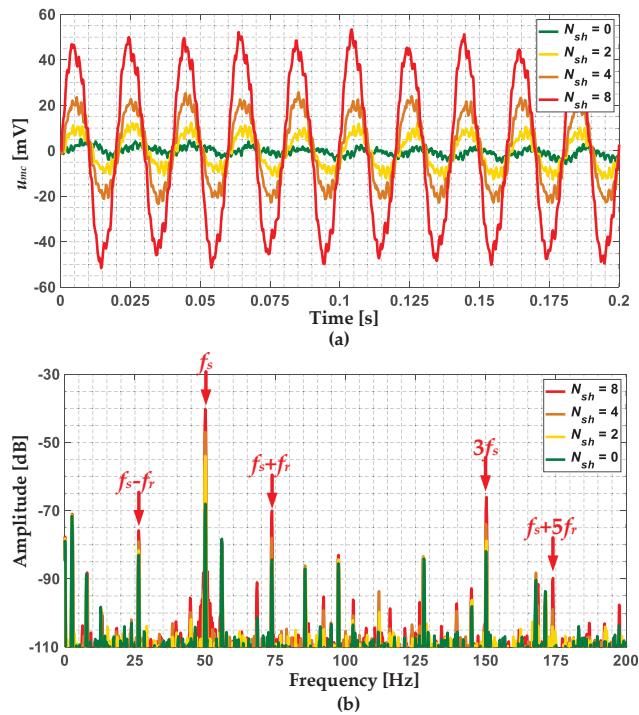 60
40
20
0
-20
-40
-60
u_mc [mV]
N_sh = 0
N_sh = 2
N_sh = 4
N_sh = 8
0 0.025 0.05 0.075 0.1 0.125 0.15 0.175 0.2
Time [s]
(a)
-30
-50
-70
-90
-110
Amplitude [dB]
f_s
f_s-f_r
f_s+f_r
3f_s
f_s+5f_r
N_sh = 8
N_sh = 4
N_sh = 2
N_sh = 0
0 25 50 75 100 125 150 175 200
Frequency [Hz]
(b)